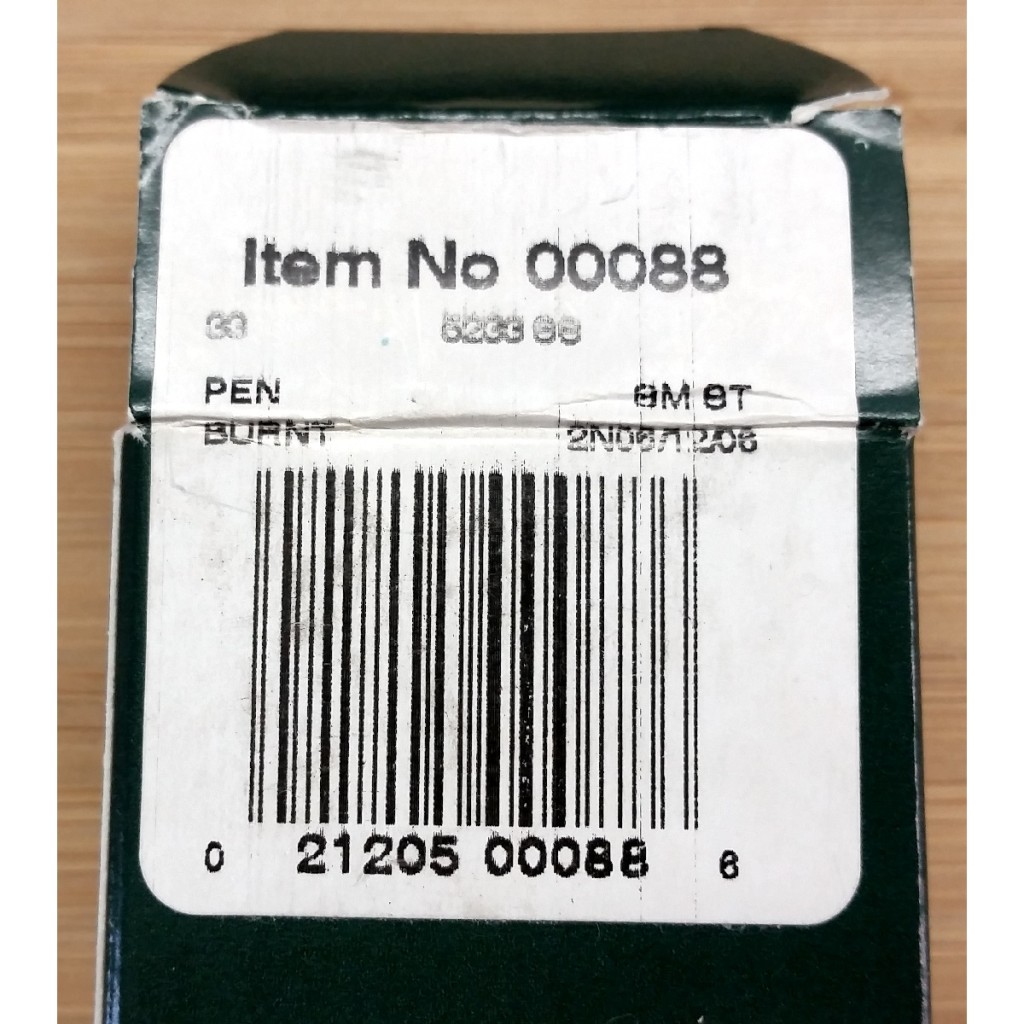 Item No 00088
33
PEN
BURNT
0 21205 00088 6